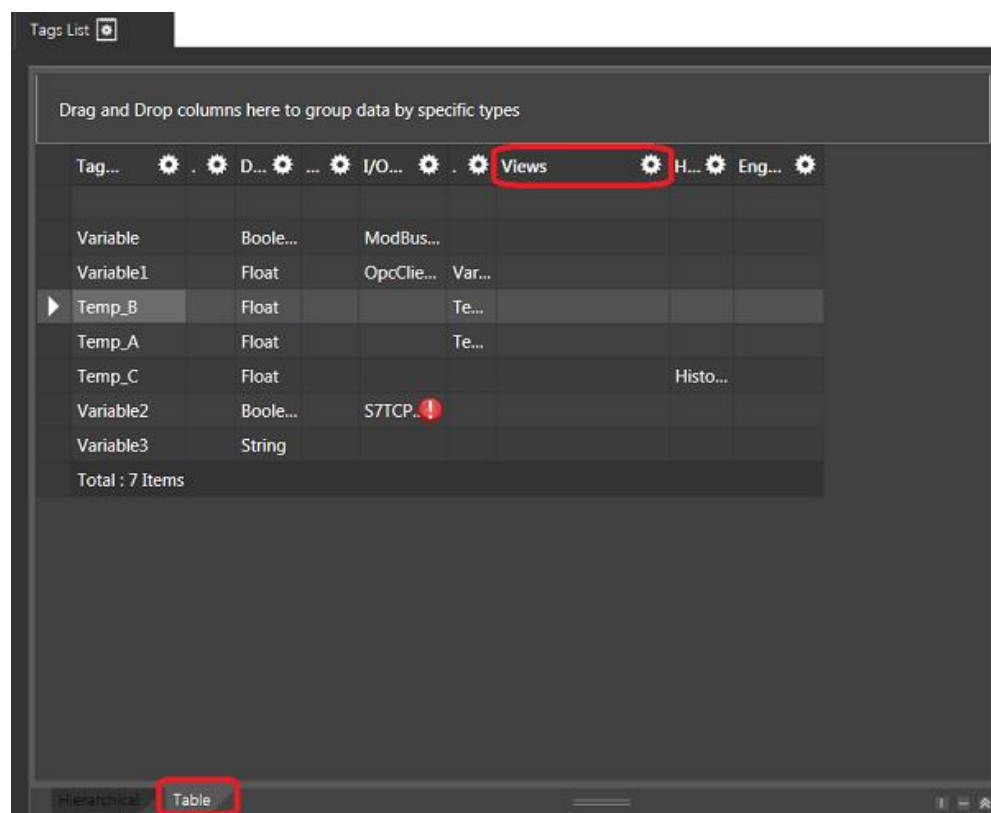 Tags List
Drag and Drop columns here to group data by specific types
Tag... . D... ... I/O... . Views H... Eng...
Variable Boole... ModBus...
Variable1 Float OpcClie... Var...
Temp_B Float Te...
Temp_A Float Te...
Temp_C Float Histo...
Variable2 Boole... S7TCP..
Variable3 String
Total : 7 Items
Hierarchical Table